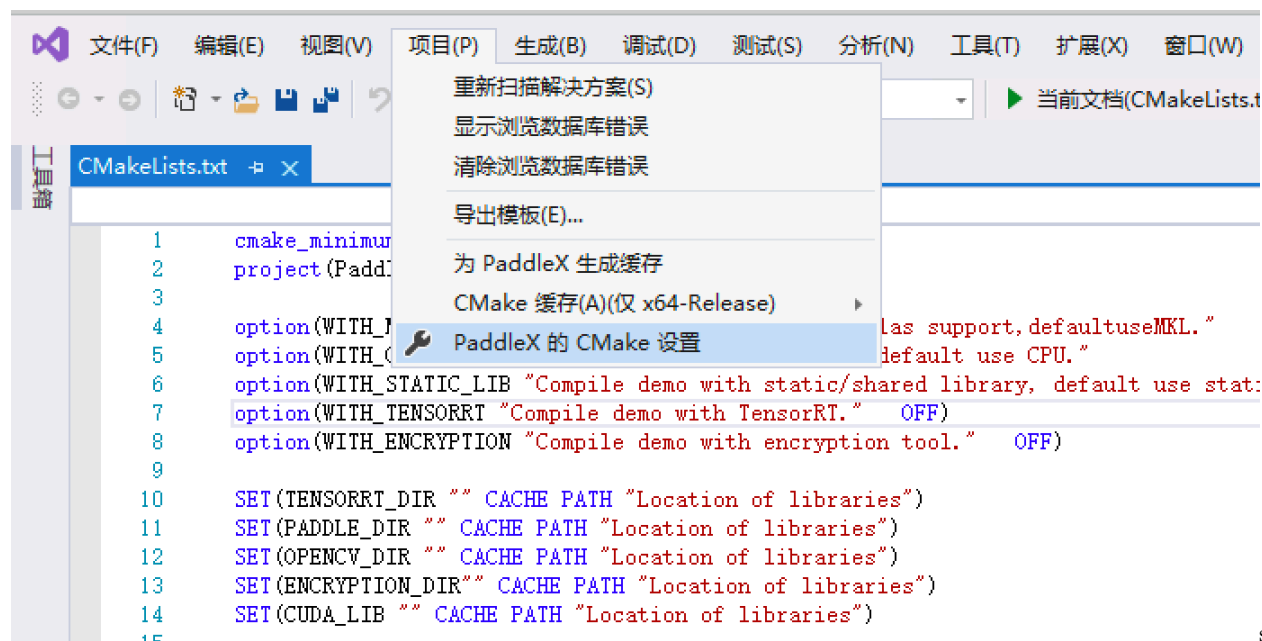 文件(F) 编辑(E) 视图(V) 项目(P) 生成(B) 调试(D) 测试(S) 分析(N) 工具(T) 扩展(X) 窗口(W)
重新扫描解决方案(S)
当前文档(CMakeLists.t
显示浏览数据库错误
工具箱
CMakeLists.txt
清除浏览数据库错误
导出模板(E)...
为 PaddleX 生成缓存
CMake 缓存(A)(仅 x64-Release)
PaddleX 的 CMake 设置
1 cmake_minimum
2 project(Paddl
3
4 option(WITH_M las support,defaultuseMKL."
5 option(WITH_G default use CPU."
6 option(WITH_STATIC_LIB "Compile demo with static/shared library, default use stati
7 option(WITH_TENSORRT "Compile demo with TensorRT." OFF)
8 option(WITH_ENCRYPTION "Compile demo with encryption tool." OFF)
9
10 SET(TENSORRT_DIR "" CACHE PATH "Location of libraries")
11 SET(PADDLE_DIR "" CACHE PATH "Location of libraries")
12 SET(OPENCV_DIR "" CACHE PATH "Location of libraries")
13 SET(ENCRYPTION_DIR"" CACHE PATH "Location of libraries")
14 SET(CUDA_LIB "" CACHE PATH "Location of libraries")
15